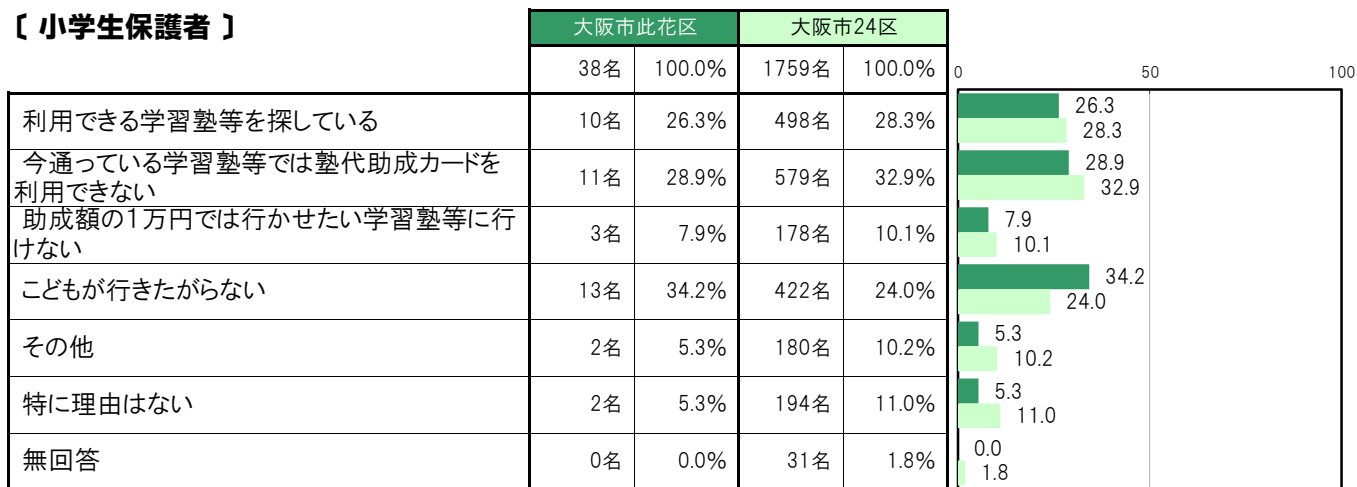 〔 小学生保護者 〕
大阪市此花区 大阪市24区
38名 100.0% 1759名 100.0% 0 50 100
利用できる学習塾等を探している 10名 26.3% 498名 28.3% 26.3
28.3
今通っている学習塾等では塾代助成カードを
利用できない 11名 28.9% 579名 32.9% 28.9
32.9
助成額の1万円では行かせたい学習塾等に行
けない 3名 7.9% 178名 10.1% 7.9
10.1
こどもが行きたがらない 13名 34.2% 422名 24.0% 34.2
24.0
その他 2名 5.3% 180名 10.2% 5.3
10.2
特に理由はない 2名 5.3% 194名 11.0% 5.3
11.0
無回答 0名 0.0% 31名 1.8% 0.0
1.8